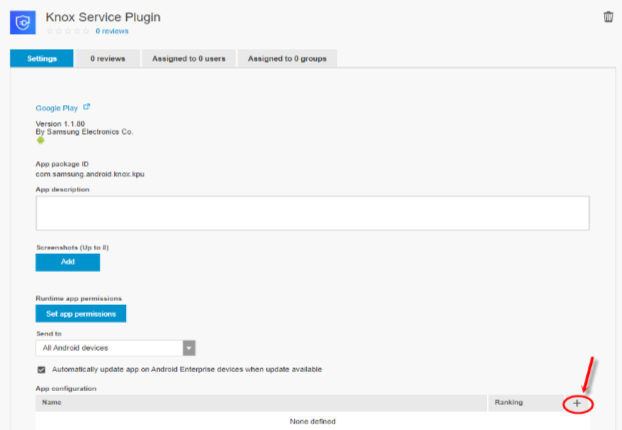 Knox Service Plugin
0 reviews
Settings
0 reviews
Assigned to 0 users
Assigned to 0 groups
Google Play
Version 1.1.80
By Samsung Electronics Co.
App package ID
com.samsung.android.knox.kpu
App description
Screenshots (Up to 8)
Add
Runtime app permissions
Set app permissions
Send to
All Android devices
Automatically update app on Android Enterprise devices when update available
App configuration
Name Ranking +
None defined